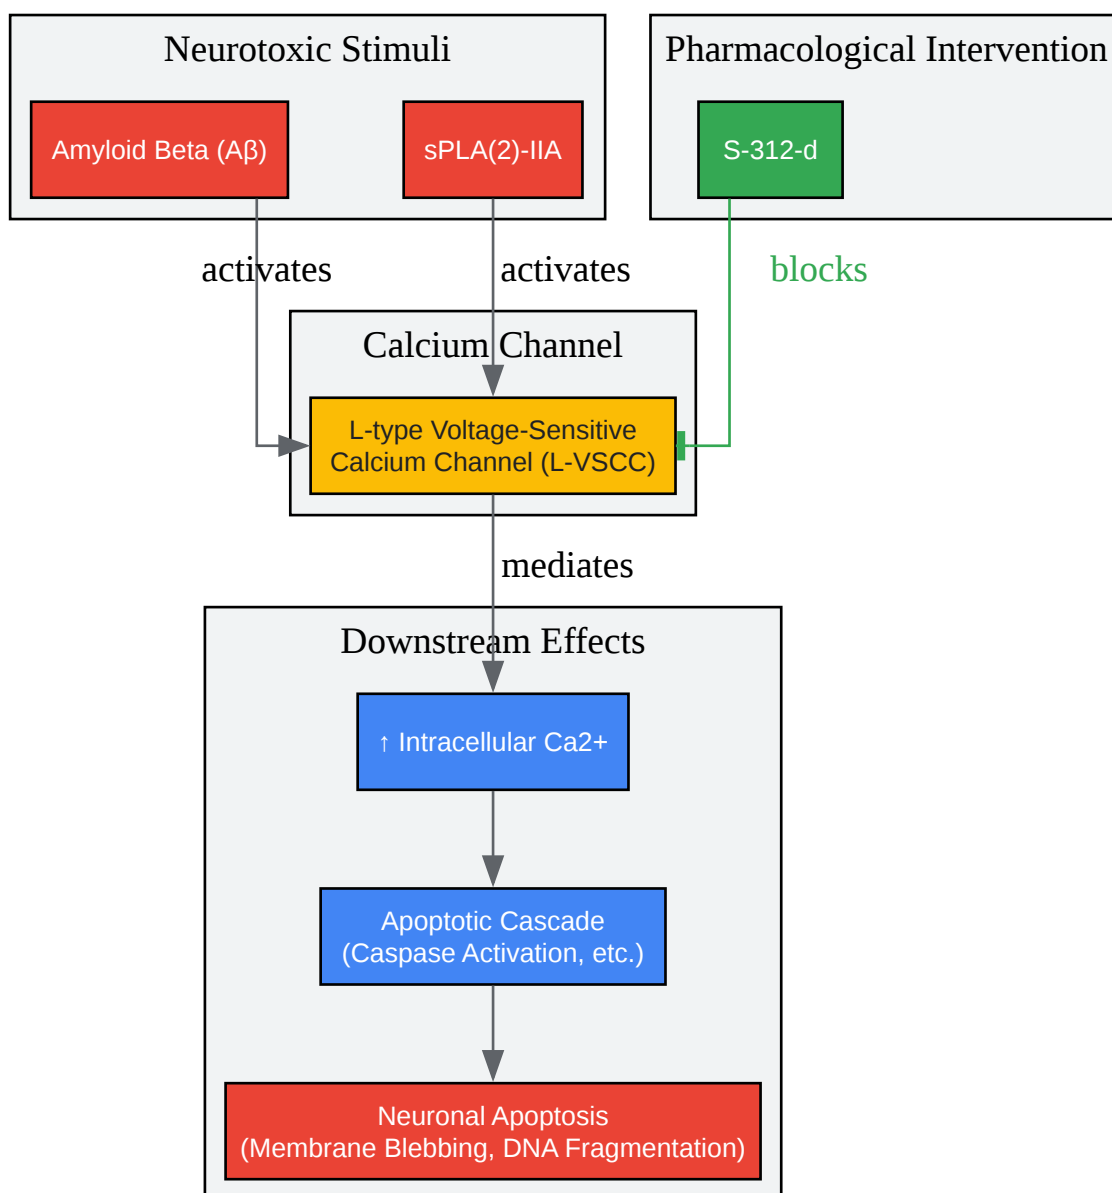 Neurotoxic Stimuli
Pharmacological Intervention
Amyloid Beta (Aβ)
sPLA(2)-IIA
S-312-d
activates
activates
blocks
Calcium Channel
L-type Voltage-Sensitive
Calcium Channel (L-VSCC)
mediates
Downstream Effects
↑ Intracellular Ca2+
Apoptotic Cascade
(Caspase Activation, etc.)
Neuronal Apoptosis
(Membrane Blebbing, DNA Fragmentation)